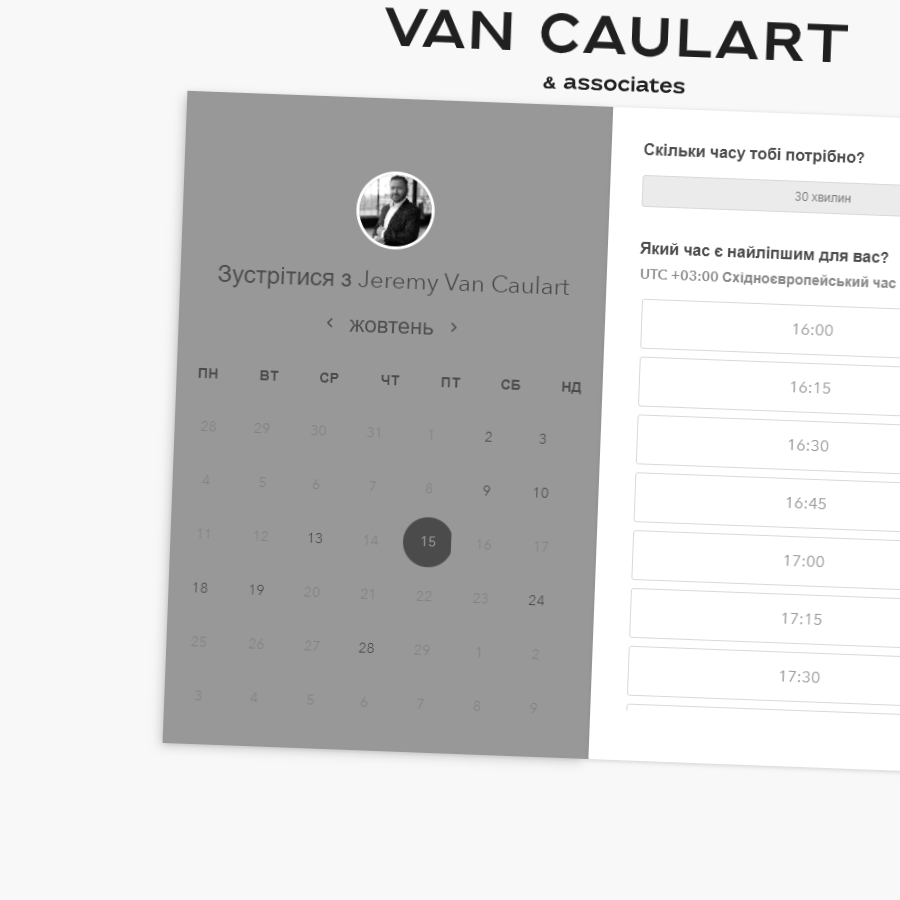 VAN CAULART
& associates
Зустрітися з Jeremy Van Caulart
жовтень
ПН ВТ СР ЧТ ПТ СБ НД
28 29 30 31 1 2 3
4 5 6 7 8 9 10
11 12 13 14 15 16 17
18 19 20 21 22 23 24
25 26 27 28 29 1 2
3 4 5 6 7 8 9
Скільки часу тобі потрібно?
30 хвилин
Який час є найліпшим для вас?
UTC +03:00 Східноєвропейський час
16:00
16:15
16:30
16:45
17:00
17:15
17:30